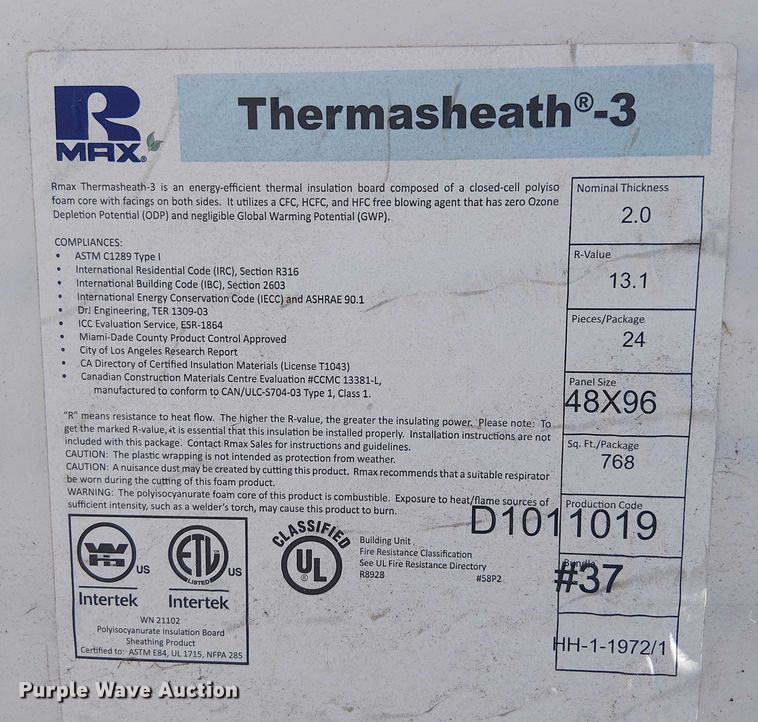 R
MAX®
Thermasheath®-3
Rmax Thermasheath-3 is an energy-efficient thermal insulation board composed of a closed-cell polyiso
foam core with facings on both sides. It utilizes a CFC, HCFC, and HFC free blowing agent that has zero Ozone
Depletion Potential (ODP) and negligible Global Warming Potential (GWP).
COMPLIANCES:
• ASTM C1289 Type I
• International Residential Code (IRC), Section R316
• International Building Code (IBC), Section 2603
• International Energy Conservation Code (IECC) and ASHRAE 90.1
• DrJ Engineering, TER 1309-03
• ICC Evaluation Service, ESR-1864
• Miami-Dade County Product Control Approved
• City of Los Angeles Research Report
• CA Directory of Certified Insulation Materials (License T1043)
• Canadian Construction Materials Centre Evaluation #CCMC 13381-L,
manufactured to conform to CAN/ULC-S704-03 Type 1, Class 1.
"R" means resistance to heat flow. The higher the R-value, the greater the insulating power. Please note: To
get the marked R-value, it is essential that this insulation be installed properly. Installation instructions are not
included with this package. Contact Rmax Sales for instructions and guidelines.
CAUTION: The plastic wrapping is not intended as protection from weather.
CAUTION: A nuisance dust may be created by cutting this product. Rmax recommends that a suitable respirator
be worn during the cutting of this foam product.
WARNING: The polyisocyanurate foam core of this product is combustible. Exposure to heat/flame sources of
sufficient intensity, such as a welder's torch, may cause this product to burn.
Nominal Thickness
2.0
R-Value
13.1
Pieces/Package
24
Panel Size
48X96
Sq. Ft./Package
768
Production Code
D1011019
Bundle
#37
HH-1-1972/1
WH US
Intertek
ETL LISTED US
Intertek
WN 21102
Polyisocyanurate Insulation Board
Sheathing Product
Certified to: ASTM E84, UL 1715, NFPA 285
CLASSIFIED
UL®
Building Unit
Fire Resistance Classification
See UL Fire Resistance Directory
R8928 #58P2
Purple Wave Auction